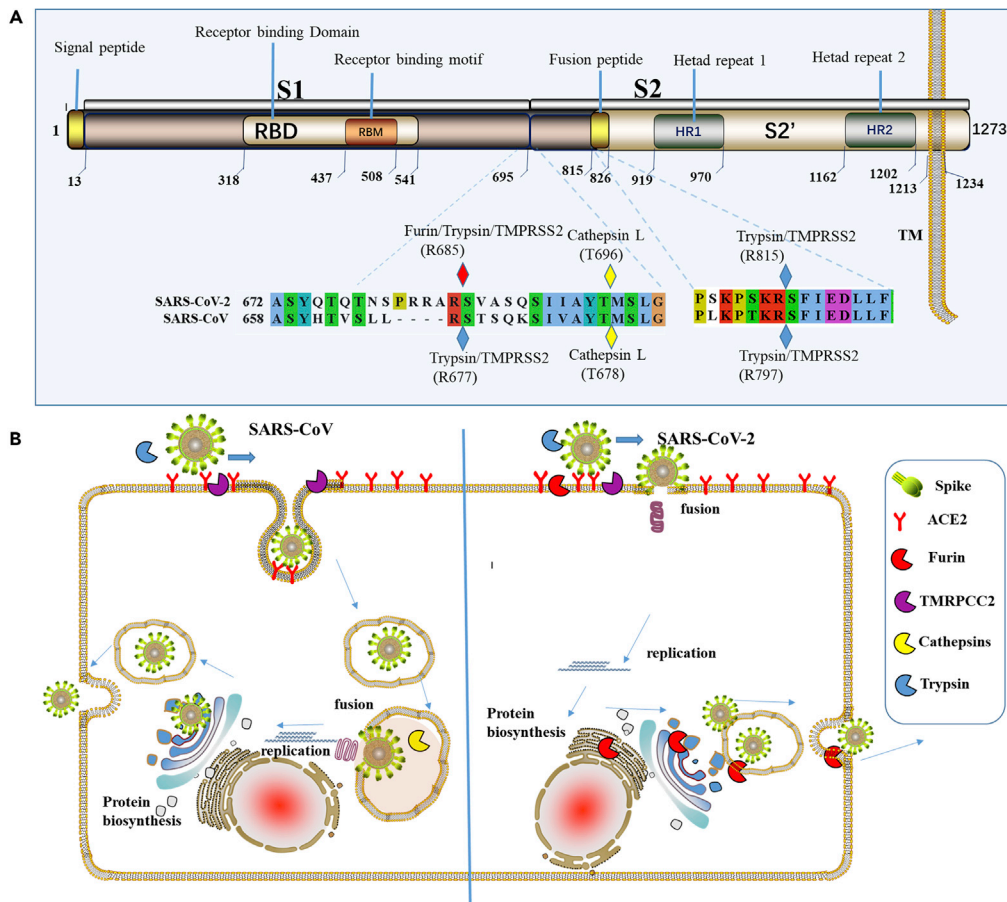 A
Signal peptide
Receptor binding Domain
Receptor binding motif
Fusion peptide
Hetad repeat 1
Hetad repeat 2
S1
S2
1
RBD
RBM
HR1
S2'
HR2
1273
13
318
437
508
541
695
815
826
919
970
1162
1202
1213
1234
TM
Furin/Trypsin/TMPRSS2
(R685)
Cathepsin L
(T696)
Trypsin/TMPRSS2
(R815)
SARS-CoV-2 672 A S Y Q T Q T N S P R R A R S V A S Q S I I A Y T M S L G P S K P S K R S F I E D L L F
SARS-CoV 658 A S Y H T V S L L - - - - R S T S Q K S I V A Y T M S L G P L K P T K R S F I E D L L F
Trypsin/TMPRSS2
(R677)
Cathepsin L
(T678)
Trypsin/TMPRSS2
(R797)
B
SARS-CoV
SARS-CoV-2
fusion
Spike
ACE2
Furin
TMRPCC2
Cathepsins
Trypsin
replication
fusion
replication
Protein
biosynthesis
Protein
biosynthesis